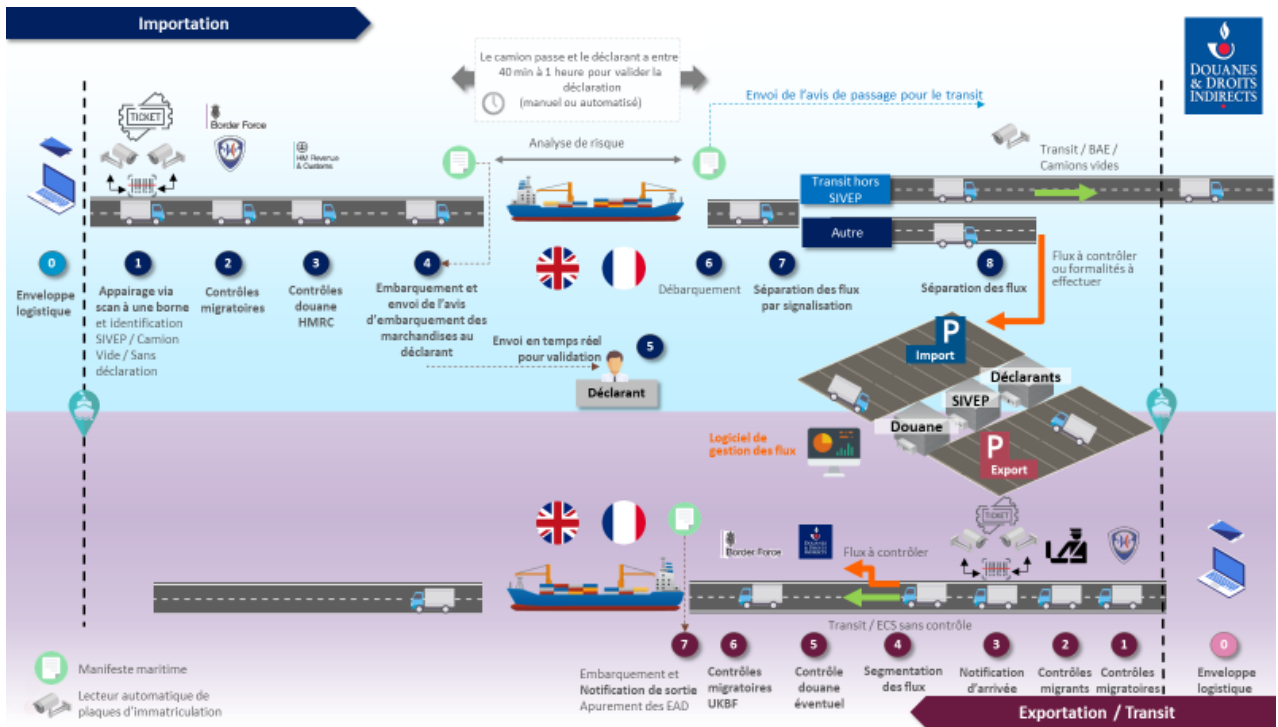 Importation
Le camion passe et le déclarant a entre
40 min à 1 heure pour valider la
déclaration
(manuel ou automatisé)
DOUANES
& DROITS
INDIRECTS
Envoi de l'avis de passage pour le transit
TICKET
Border Force
HM Revenue
& Customs
Analyse de risque
Transit / BAE /
Camions vides
Transit hors
SIVEP
Autre
Flux à contrôler
ou formalités à
effectuer
0
Enveloppe
logistique
1
Appairage via
scan à une borne
et identification
SIVEP / Camion
Vide / Sans
déclaration
2
Contrôles
migratoires
3
Contrôles
douane
HMRC
4
Embarquement et
envoi de l'avis
d'embarquement des
marchandises au
déclarant
5
Envoi en temps réel
pour validation
Déclarant
6
Débarquement
7
Séparation des flux
par signalisation
8
Séparation des flux
P
Import
Déclarants
SIVEP
Douane
P
Export
Logiciel de
gestion des flux
TICKET
Border Force
DOUANES
& DROITS
INDIRECTS
Flux à contrôler
Transit / ECS sans contrôle
7
Embarquement et
Notification de sortie
Apurement des EAD
6
Contrôles
migratoires
UKBF
5
Contrôle
douane
éventuel
4
Segmentation
des flux
3
Notification
d'arrivée
2
Contrôles
migrants
1
Contrôles
migratoires
0
Enveloppe
logistique
Manifeste maritime
Lecteur automatique de
plaques d'immatriculation
Exportation / Transit